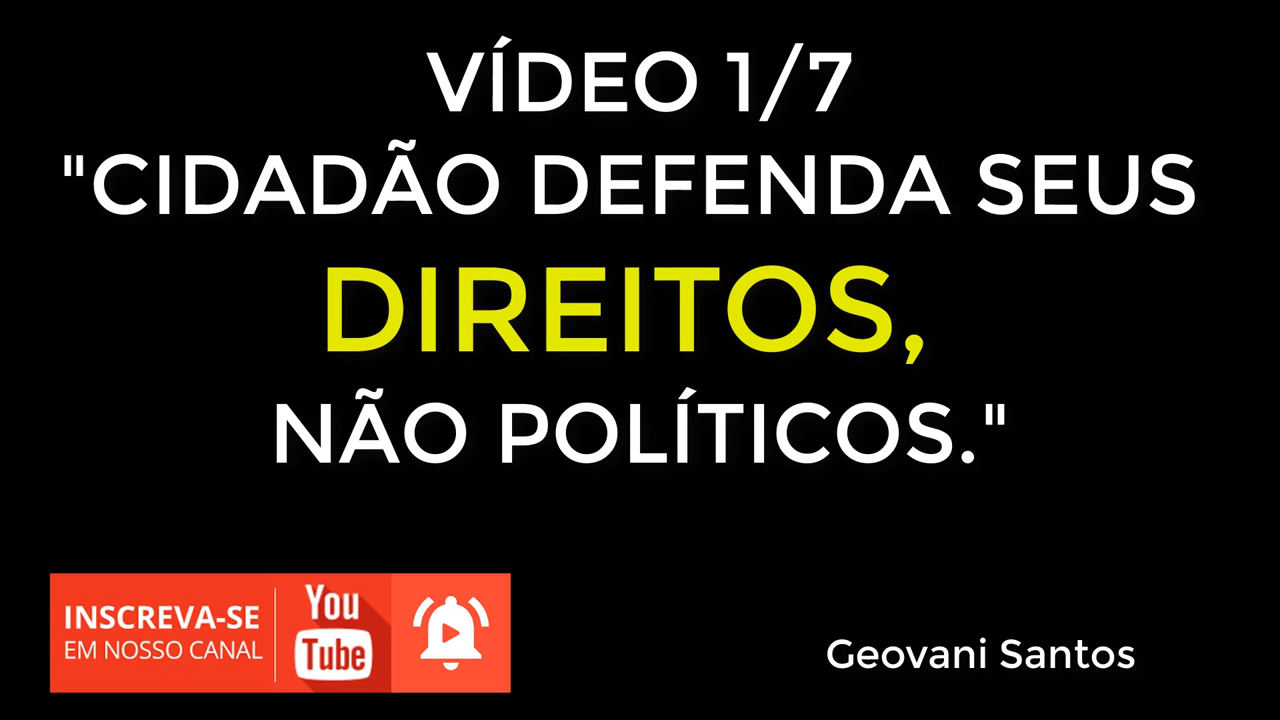 VÍDEO 1/7
"CIDADÃO DEFENDA SEUS
DIREITOS,
NÃO POLÍTICOS."
INSCREVA-SE
EM NOSSO CANAL
You
Tube
Geovani Santos